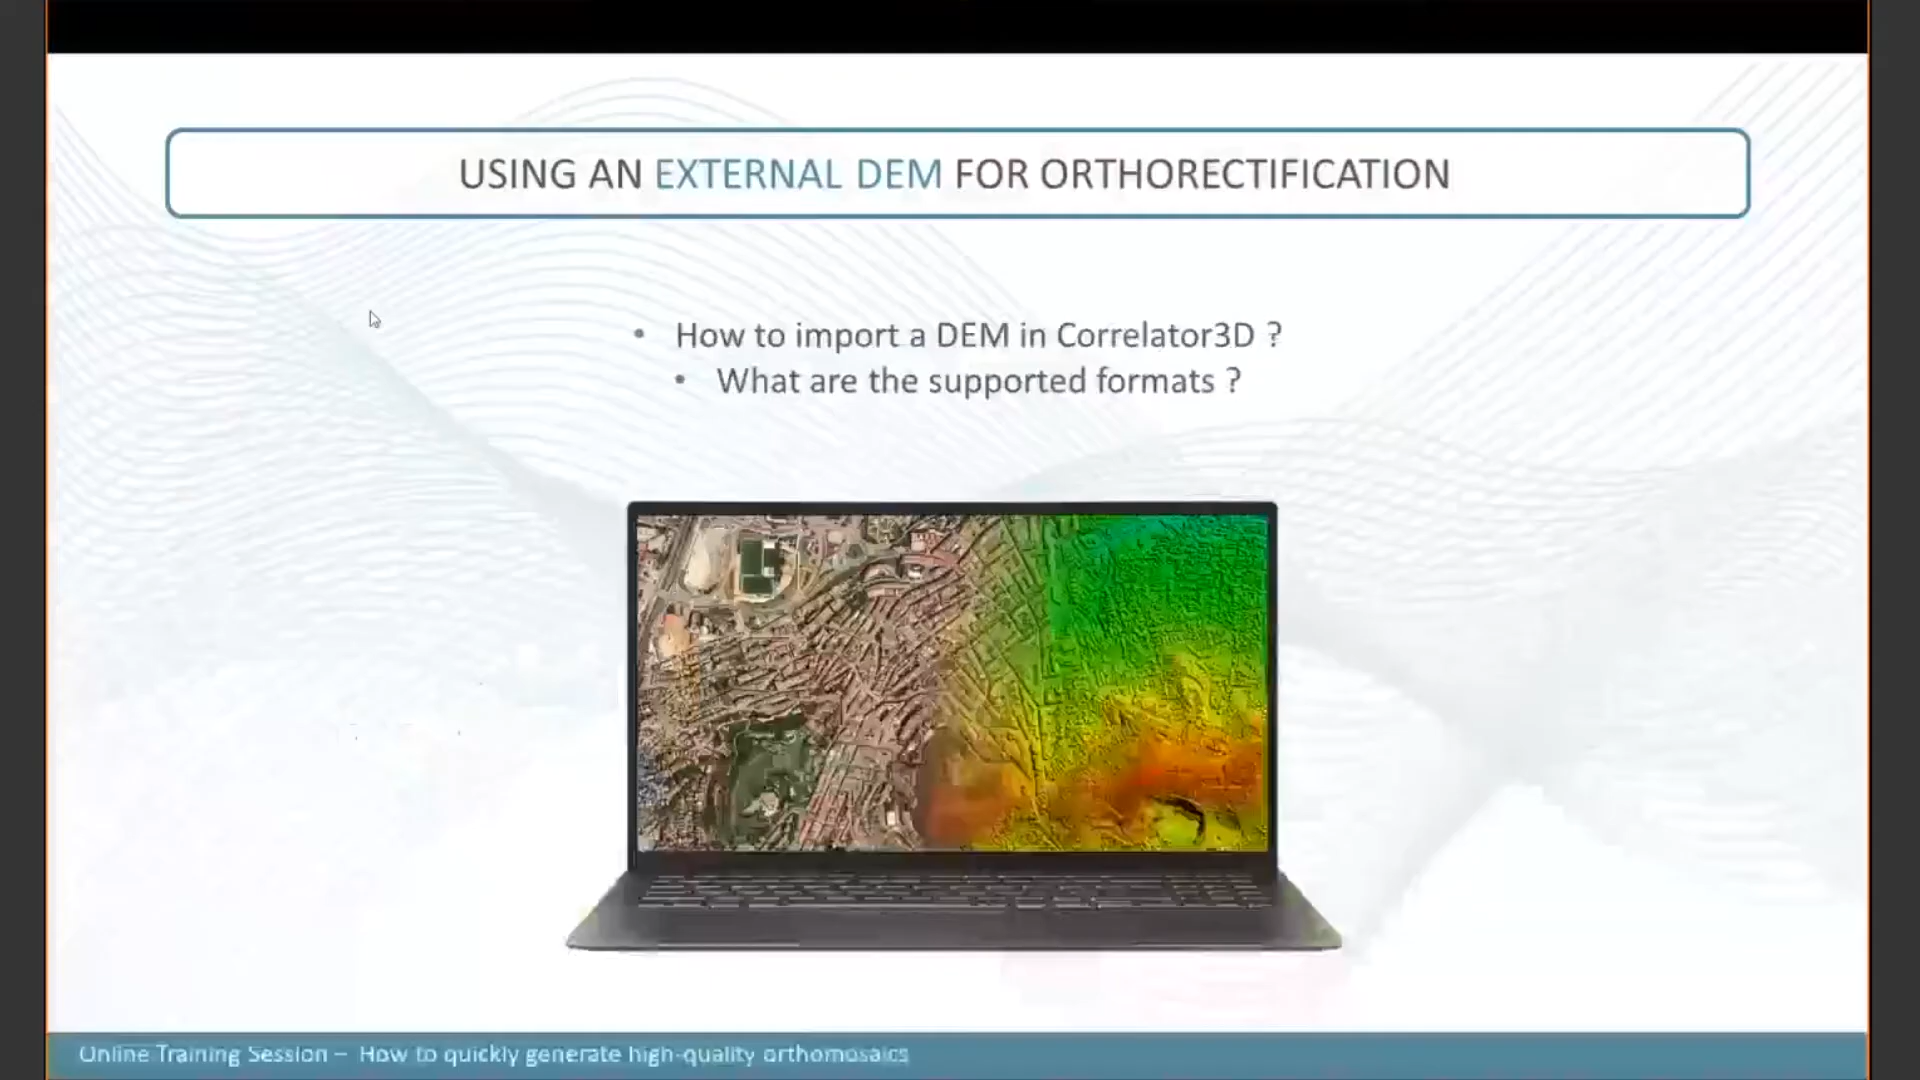 USING AN EXTERNAL DEM FOR ORTHORECTIFICATION
• How to import a DEM in Correlator3D ?
• What are the supported formats ?
Online Training Session – How to quickly generate high-quality orthomosaics